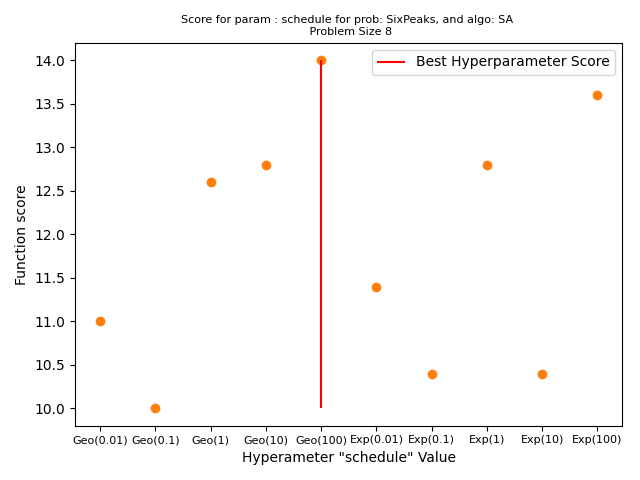 Score for param : schedule for prob: SixPeaks, and algo: SA
Problem Size 8
Best Hyperparameter Score
Function score
14.0
13.5
13.0
12.5
12.0
11.5
11.0
10.5
10.0
Geo(0.01) Geo(0.1) Geo(1) Geo(10) Geo(100) Exp(0.01) Exp(0.1) Exp(1) Exp(10) Exp(100)
Hyperameter "schedule" Value